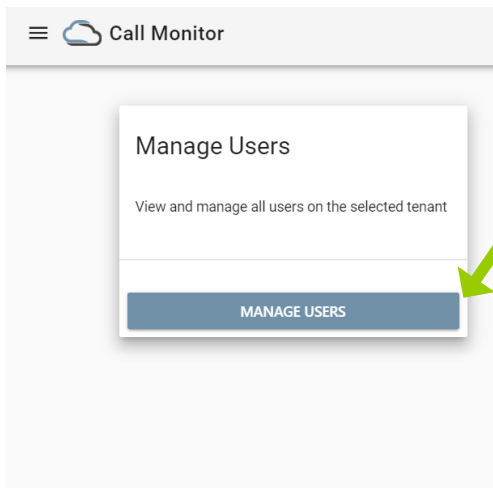 Call Monitor
Manage Users
View and manage all users on the selected tenant
MANAGE USERS